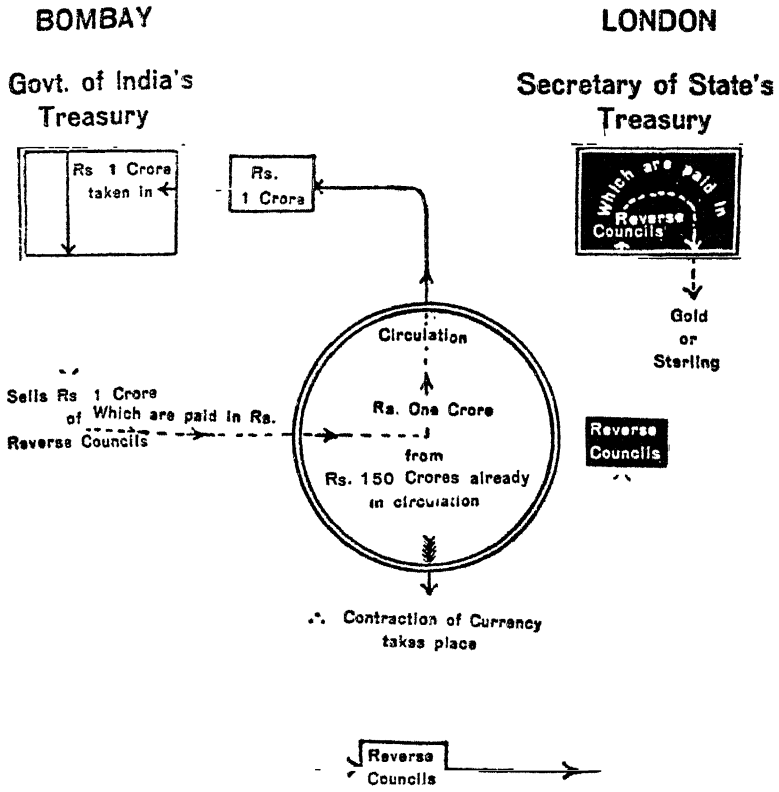 BOMBAY
LONDON
Govt. of India's
Treasury
Secretary of State's
Treasury
Rs 1 Crore
taken in
Rs.
1 Crore
Which are paid in
Reverse
Councils
Gold
or
Sterling
Circulation
Sells Rs 1 Crore
of Which are paid in Rs.
Reverse Councils
Rs. One Crore
from
Rs. 150 Crores already
in circulation
Reverse
Councils
∴ Contraction of Currency
takes place
Reverse
Councils